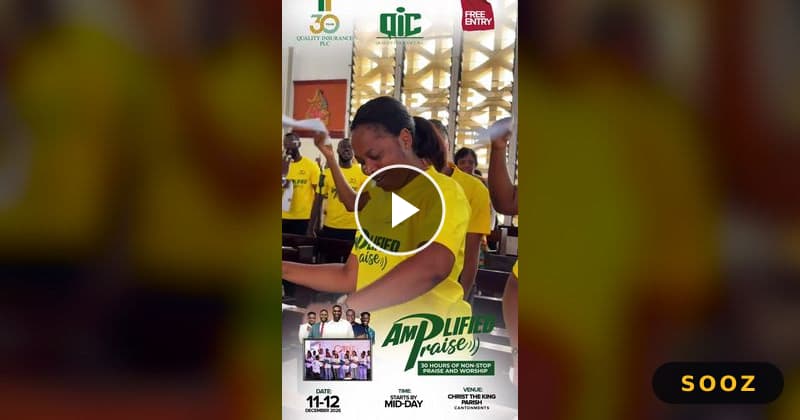 30
QUALITY INSURANCE
PLC
QIC
FREE
ENTRY
AMPLIFIED
Praise
AMPLIFIED
Praise
30 HOURS OF NON-STOP
PRAISE AND WORSHIP
DATE:
11-12
DECEMBER 2026
TIME:
STARTS BY
MID-DAY
VENUE:
CHRIST THE KING
PARISH
CANTONMENTS
SOOZ